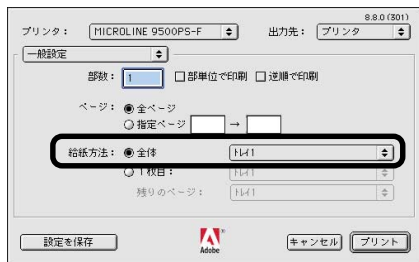 8.8.0 (301)
プリンタ： MICROLINE 9500PS-F 出力先： プリンタ
一般設定
部数： 1 部単位で印刷 逆順で印刷
ページ： 全ページ
指定ページ →
給紙方法： 全体 トレイ1
1枚目： トレイ1
残りのページ： トレイ1
設定を保存 Adobe キャンセル プリント